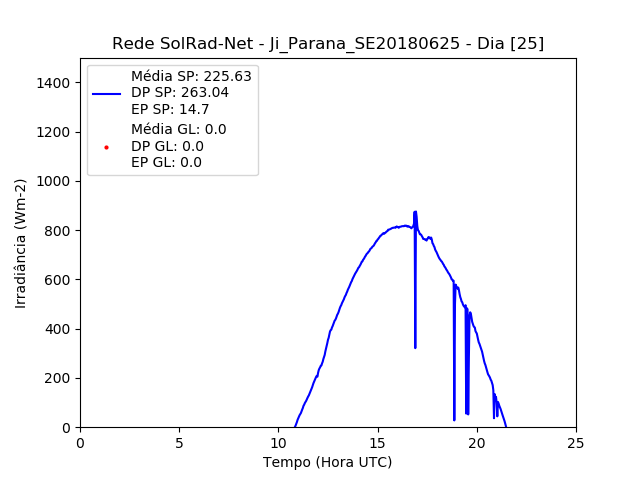 Rede SolRad-Net - Ji_Parana_SE20180625 - Dia [25]
Média SP: 225.63
DP SP: 263.04
EP SP: 14.7
Média GL: 0.0
DP GL: 0.0
EP GL: 0.0
Irradiância (Wm-2)
1400
1200
1000
800
600
400
200
0
0 5 10 15 20 25
Tempo (Hora UTC)